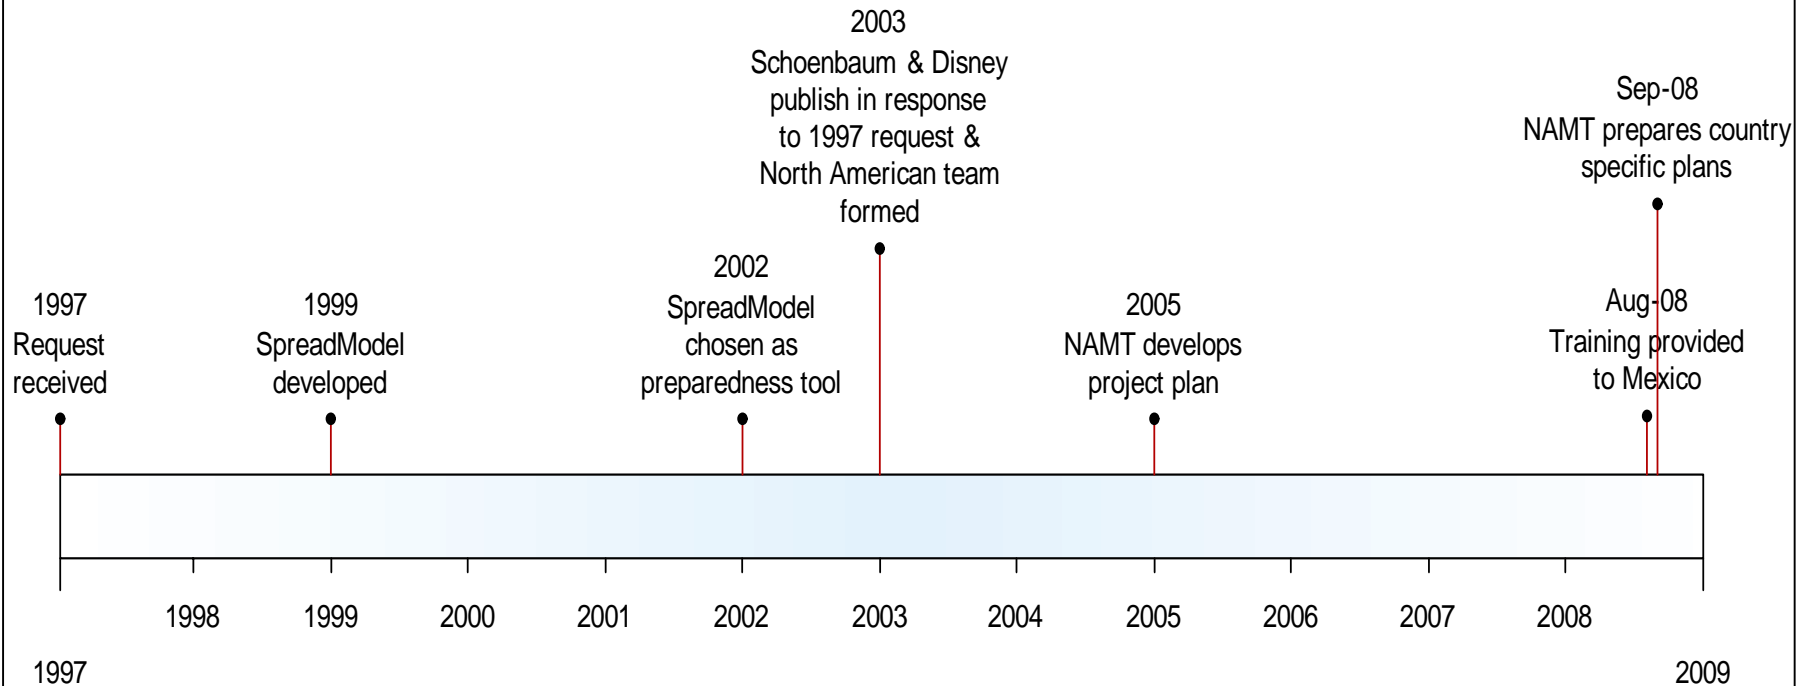 1997
Request
received
1999
SpreadModel
developed
2002
SpreadModel
chosen as
preparedness tool
2003
Schoenbaum & Disney
publish in response
to 1997 request &
North American team
formed
2005
NAMT develops
project plan
Aug-08
Training provided
to Mexico
Sep-08
NAMT prepares country
specific plans
1998
1999
2000
2001
2002
2003
2004
2005
2006
2007
2008
1997
2009